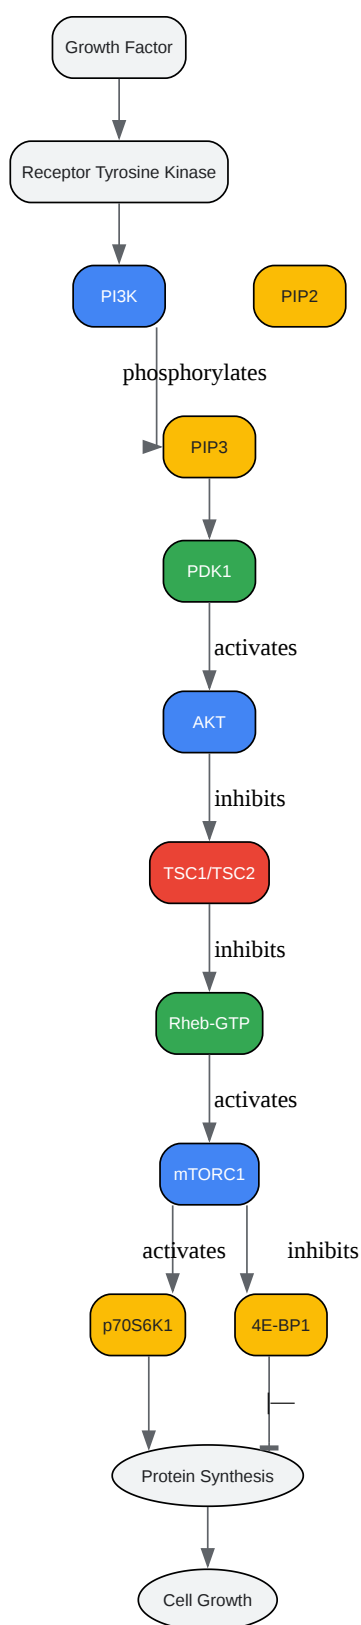 Growth Factor
Receptor Tyrosine Kinase
PI3K
PIP2
phosphorylates
PIP3
PDK1
activates
AKT
inhibits
TSC1/TSC2
inhibits
Rheb-GTP
activates
mTORC1
activates
inhibits
p70S6K1
4E-BP1
Protein Synthesis
Cell Growth